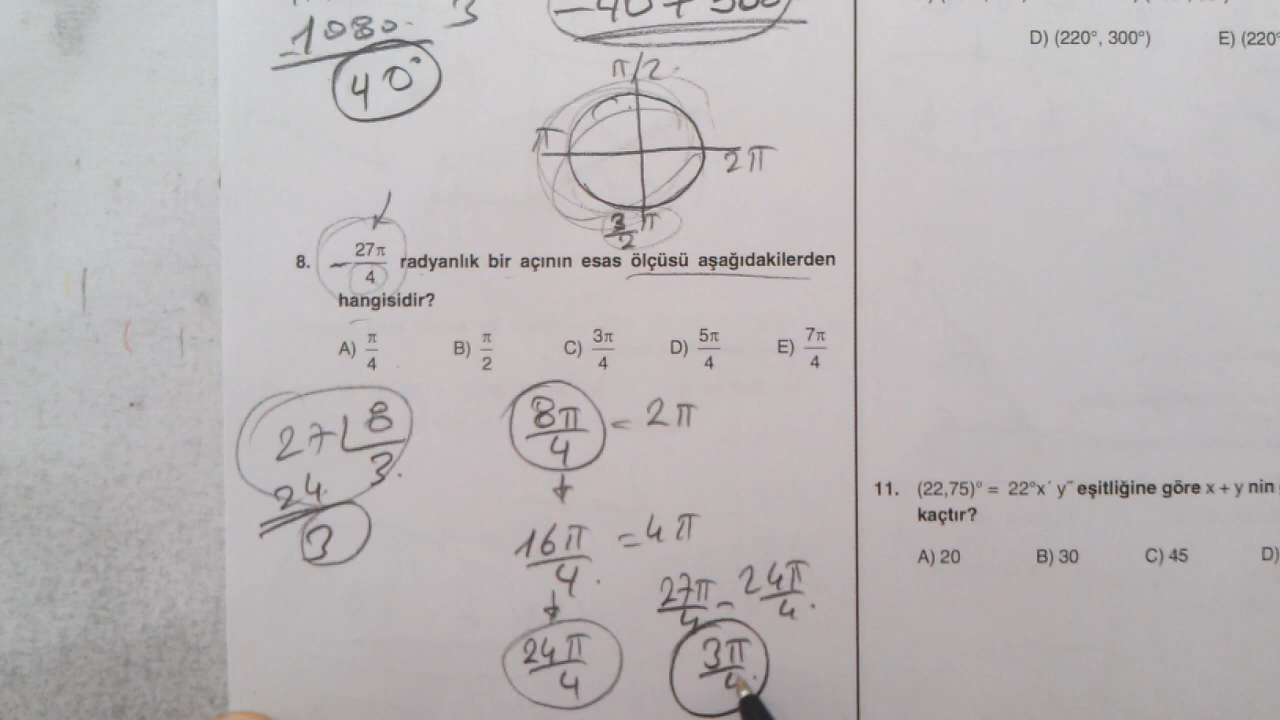 1080 3
40°
D) (220°, 300°) E) (220°
π/2
π 2π
3/2 π
8. -27π/4 radyanlık bir açının esas ölçüsü aşağıdakilerden
hangisidir?
A) π/4 B) π/2 C) 3π/4 D) 5π/4 E) 7π/4
27 8
24 3
3
8π/4 = 2π
16π/4 = 4π
24π/4
27π/4 - 24π/4
3π/4
11. (22,75)° = 22°x′ y″ eşitliğine göre x + y nin
kaçtır?
A) 20 B) 30 C) 45 D)